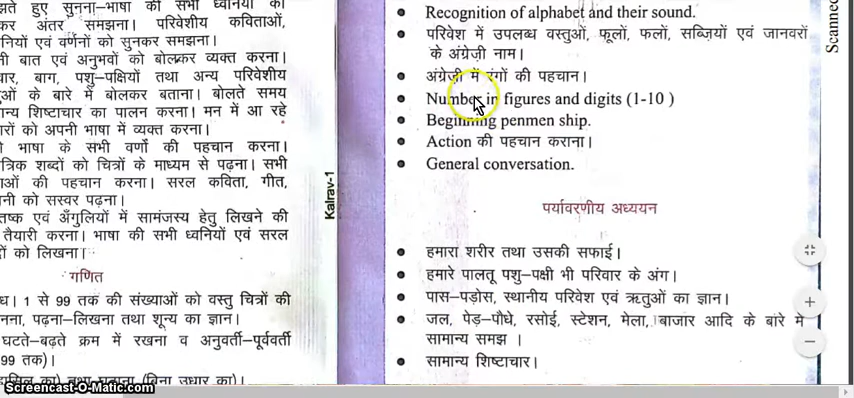 सुनना–भाषा की सभी ध्वनियों को
अंतर समझना। परिवेशीय कविताओं,
एवं वर्णनों को सुनकर समझना।
बात एवं अनुभवों को बोलकर व्यक्त करना।
बाग, पशु–पक्षियों तथा अन्य परिवेशीय
के बारे में बोलकर बताना। बोलते समय
शिष्टाचार का पालन करना। मन में आ रहे
को अपनी भाषा में व्यक्त करना।
भाषा के सभी वर्णों की पहचान करना।
शब्दों को चित्रों के माध्यम से पढ़ना। सभी
की पहचान करना। सरल कविता, गीत,
को सस्वर पढ़ना।
एवं अँगुलियों में सामंजस्य हेतु लिखने की
तैयारी करना। भाषा की सभी ध्वनियों एवं सरल
को लिखना।
गणित
1 से 99 तक की संख्याओं को वस्तु चित्रों की
पढ़ना–लिखना तथा शून्य का ज्ञान।
घटते–बढ़ते क्रम में रखना व अनुवर्ती–पूर्ववर्ती
99 तक)।
का) तथा घटाना (बिना उधार का)।
Kalrav-1
• Recognition of alphabet and their sound.
• परिवेश में उपलब्ध वस्तुओं, फूलों, फलों, सब्ज़ियों एवं जानवरों
के अंग्रेज़ी नाम।
• अंग्रेज़ी में रंगों की पहचान।
• Number in figures and digits (1-10 )
• Beginning penmen ship.
• Action की पहचान कराना।
• General conversation.
पर्यावरणीय अध्ययन
• हमारा शरीर तथा उसकी सफाई।
• हमारे पालतू पशु–पक्षी भी परिवार के अंग।
• पास–पड़ोस, स्थानीय परिवेश एवं ऋतुओं का ज्ञान।
• जल, पेड़–पौधे, रसोई, स्टेशन, मेला, बाजार आदि के बारे में
सामान्य समझ ।
• सामान्य शिष्टाचार।
Scanned
Screencast-O-Matic.com